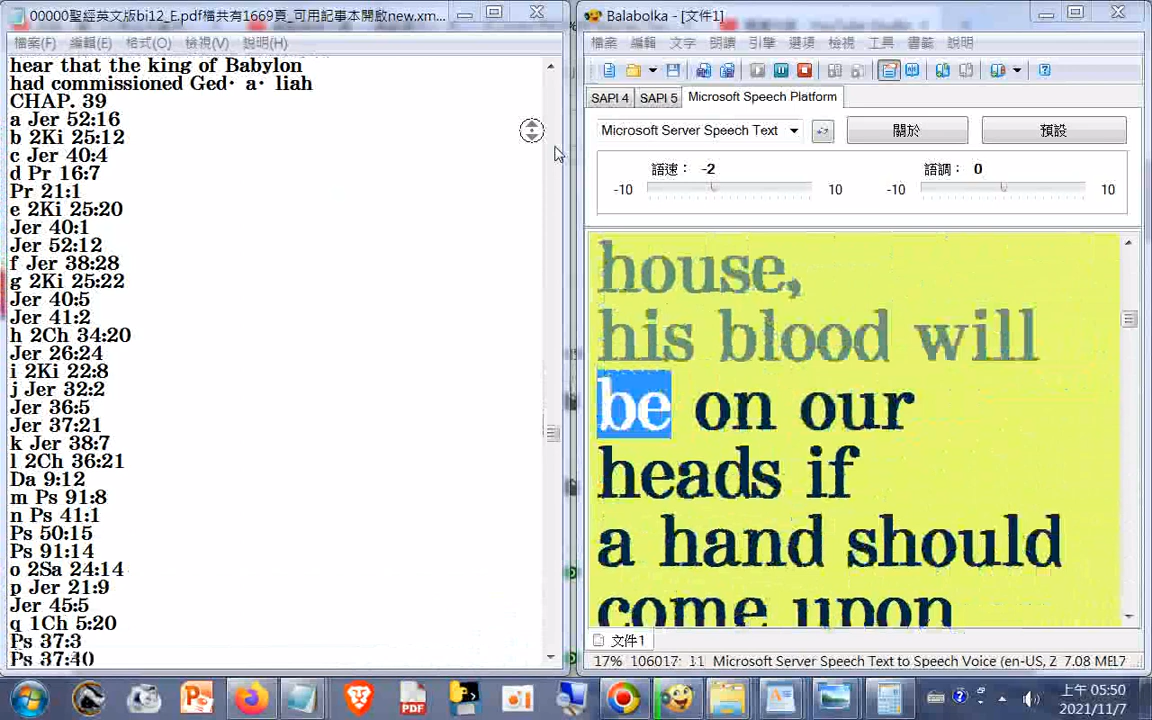 00000聖經英文版bi12_E.pdf檔共有1669頁_可用記事本開啟new.xm...
檔案(F) 編輯(E) 格式(O) 檢視(V) 說明(H)
hear that the king of Babylon
had commissioned Ged· a· liah
CHAP. 39
a Jer 52:16
b 2Ki 25:12
c Jer 40:4
d Pr 16:7
Pr 21:1
e 2Ki 25:20
Jer 40:1
Jer 52:12
f Jer 38:28
g 2Ki 25:22
Jer 40:5
Jer 41:2
h 2Ch 34:20
Jer 26:24
i 2Ki 22:8
j Jer 32:2
Jer 36:5
Jer 37:21
k Jer 38:7
l 2Ch 36:21
Da 9:12
m Ps 91:8
n Ps 41:1
Ps 50:15
Ps 91:14
o 2Sa 24:14
p Jer 21:9
Jer 45:5
q 1Ch 5:20
Ps 37:3
Ps 37:40
Balabolka - [文件1]
檔案 編輯 文字 朗讀 引擎 選項 檢視 工具 書籤 說明
SAPI 4 SAPI 5 Microsoft Speech Platform
Microsoft Server Speech Text 關於 預設
語速： -2 語調： 0
-10 10 -10 10
house,
his blood will
be on our
heads if
a hand should
come upon
文件1
17% 106017: 11 Microsoft Server Speech Text to Speech Voice (en-US, Z 7.08 ME
PDF
上午 05:50
2021/11/7